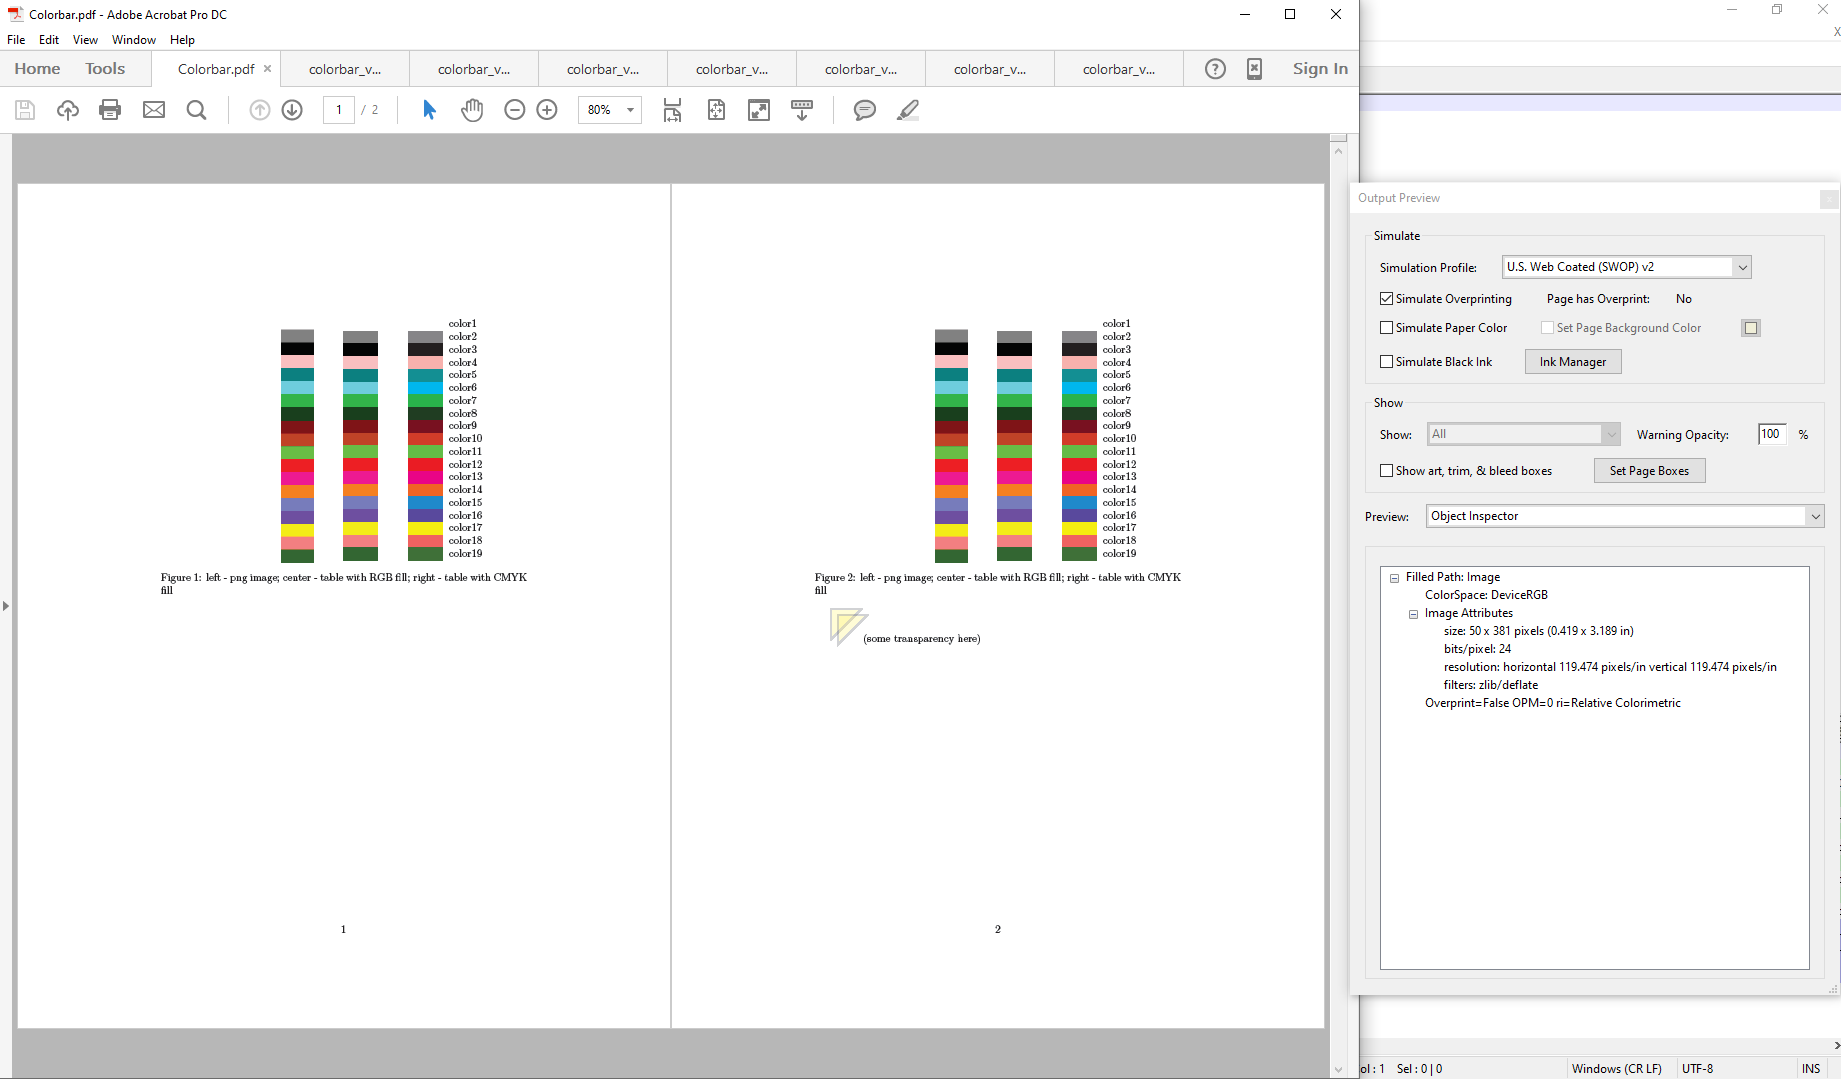 Colorbar.pdf - Adobe Acrobat Pro DC
File Edit View Window Help
Home Tools Colorbar.pdf × colorbar_v... colorbar_v... colorbar_v... colorbar_v... colorbar_v... colorbar_v... colorbar_v... Sign In
1 / 2 80%
color1
color2
color3
color4
color5
color6
color7
color8
color9
color10
color11
color12
color13
color14
color15
color16
color17
color18
color19
Figure 1: left - png image; center - table with RGB fill; right - table with CMYK
fill
1
color1
color2
color3
color4
color5
color6
color7
color8
color9
color10
color11
color12
color13
color14
color15
color16
color17
color18
color19
Figure 2: left - png image; center - table with RGB fill; right - table with CMYK
fill
(some transparency here)
2
Output Preview
Simulate
Simulation Profile: U.S. Web Coated (SWOP) v2
Simulate Overprinting Page has Overprint: No
Simulate Paper Color Set Page Background Color
Simulate Black Ink Ink Manager
Show
Show: All Warning Opacity: 100 %
Show art, trim, & bleed boxes Set Page Boxes
Preview: Object Inspector
Filled Path: Image
ColorSpace: DeviceRGB
Image Attributes
size: 50 x 381 pixels (0.419 x 3.189 in)
bits/pixel: 24
resolution: horizontal 119.474 pixels/in vertical 119.474 pixels/in
filters: zlib/deflate
Overprint=False OPM=0 ri=Relative Colorimetric
ol : 1 Sel : 0 | 0 Windows (CR LF) UTF-8 INS